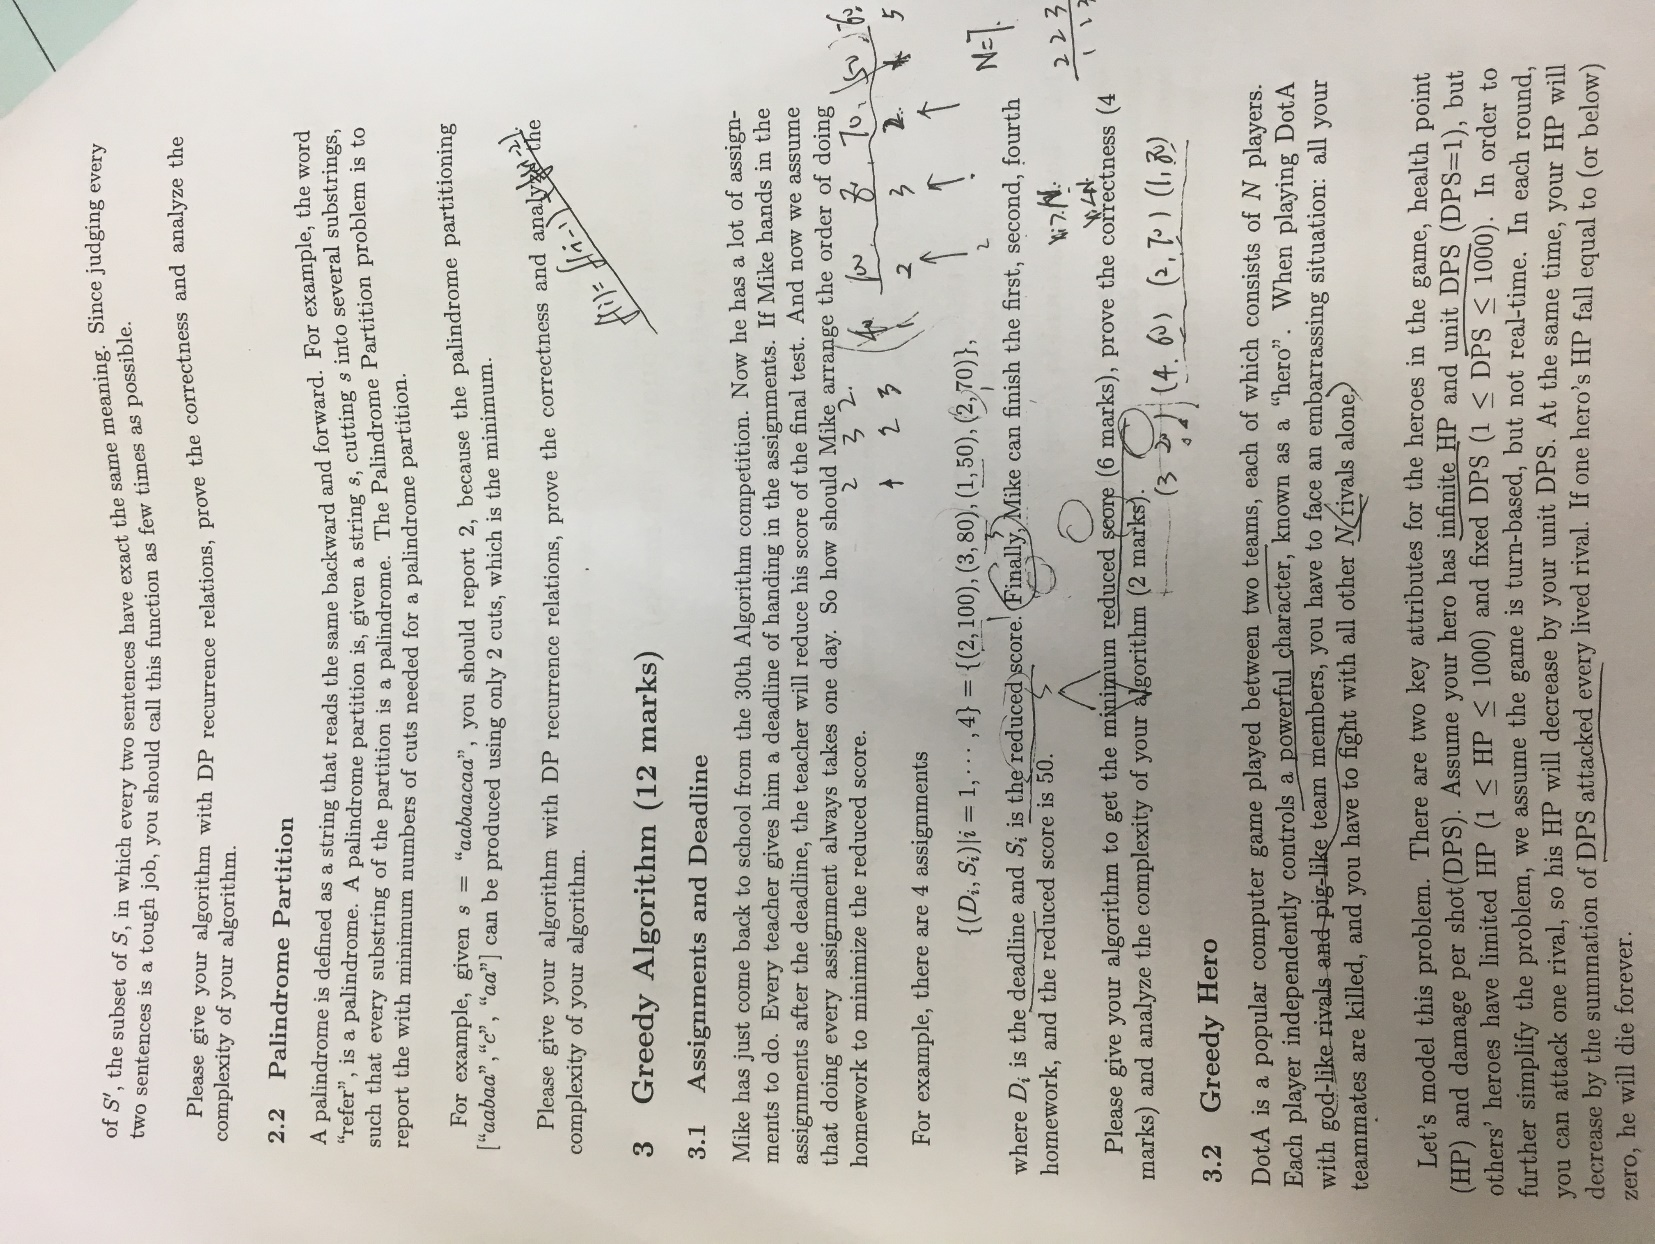 of S′, the subset of S, in which every two sentences have exact the same meaning. Since judging every
two sentences is a tough job, you should call this function as few times as possible.
Please give your algorithm with DP recurrence relations, prove the correctness and analyze the
complexity of your algorithm.
2.2 Palindrome Partition
A palindrome is defined as a string that reads the same backward and forward. For example, the word
“refer”, is a palindrome. A palindrome partition is, given a string s, cutting s into several substrings,
such that every substring of the partition is a palindrome. The Palindrome Partition problem is to
report the with minimum numbers of cuts needed for a palindrome partition.
For example, given s = “aabaacaa”, you should report 2, because the palindrome partitioning
[“aabaa”,“c”, “aa”] can be produced using only 2 cuts, which is the minimum.
Please give your algorithm with DP recurrence relations, prove the correctness and analyze the
complexity of your algorithm.
3 Greedy Algorithm (12 marks)
3.1 Assignments and Deadline
Mike has just come back to school from the 30th Algorithm competition. Now he has a lot of assign-
ments to do. Every teacher gives him a deadline of handing in the assignments. If Mike hands in the
assignments after the deadline, the teacher will reduce his score of the final test. And now we assume
that doing every assignment always takes one day. So how should Mike arrange the order of doing
homework to minimize the reduced score.
For example, there are 4 assignments
{(Di, Si)|i = 1, ··· , 4} = {(2, 100), (3, 80), (1, 50), (2, 70)},
where Di is the deadline and Si is the reduced score. Finally, Mike can finish the first, second, fourth
homework, and the reduced score is 50.
N=7
Please give your algorithm to get the minimum reduced score (6 marks), prove the correctness (4
marks) and analyze the complexity of your algorithm (2 marks).
3.2 Greedy Hero
DotA is a popular computer game played between two teams, each of which consists of N players.
Each player independently controls a powerful character, known as a “hero”. When playing DotA
with god-like rivals and pig-like team members, you have to face an embarrassing situation: all your
teammates are killed, and you have to fight with all other N rivals alone.
Let’s model this problem. There are two key attributes for the heroes in the game, health point
(HP) and damage per shot(DPS). Assume your hero has infinite HP and unit DPS (DPS=1), but
others’ heroes have limited HP (1 ≤ HP ≤ 1000) and fixed DPS (1 ≤ DPS ≤ 1000). In order to
further simplify the problem, we assume the game is turn-based, but not real-time. In each round,
you can attack one rival, so his HP will decrease by your unit DPS. At the same time, your HP will
decrease by the summation of DPS attacked every lived rival. If one hero’s HP fall equal to (or below)
zero, he will die forever.